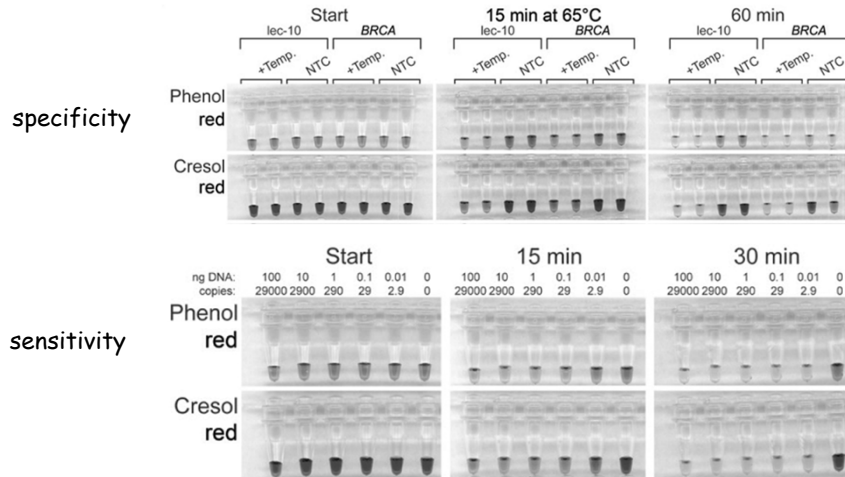 Start
15 min at 65°C
60 min
lec-10 BRCA
lec-10 BRCA
lec-10 BRCA
+Temp. NTC +Temp. NTC
+Temp. NTC +Temp. NTC
+Temp. NTC +Temp. NTC
specificity
Phenol
red
Cresol
red
Start
15 min
30 min
ng DNA: 100 10 1 0.1 0.01 0
100 10 1 0.1 0.01 0
100 10 1 0.1 0.01 0
copies: 29000 2900 290 29 2.9 0
29000 2900 290 29 2.9 0
29000 2900 290 29 2.9 0
sensitivity
Phenol
red
Cresol
red